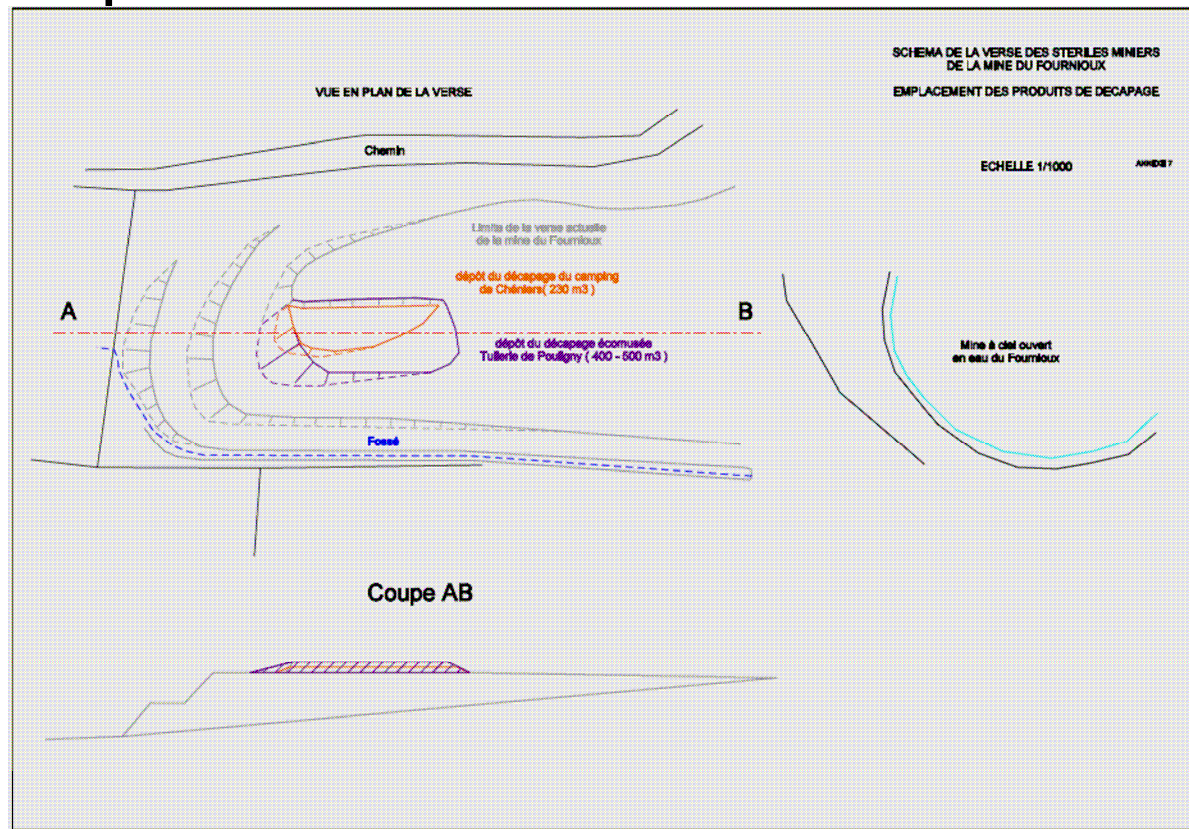 SCHEMA DE LA VERSE DES STERILES MINIERS
DE LA MINE DU FOURNIOUX
EMPLACEMENT DES PRODUITS DE DECAPAGE
VUE EN PLAN DE LA VERSE
ECHELLE 1/1000
ANNEXE 7
Chemin
Limite de la verse actuelle
de la mine du Fournioux
dépôt du décapage du camping
de Chéniers( 230 m3 )
A
B
dépôt du décapage écomusée
Tuilerie de Pouligny ( 400 - 500 m3 )
Mine à ciel ouvert
en eau du Fournioux
Fossé
Coupe AB